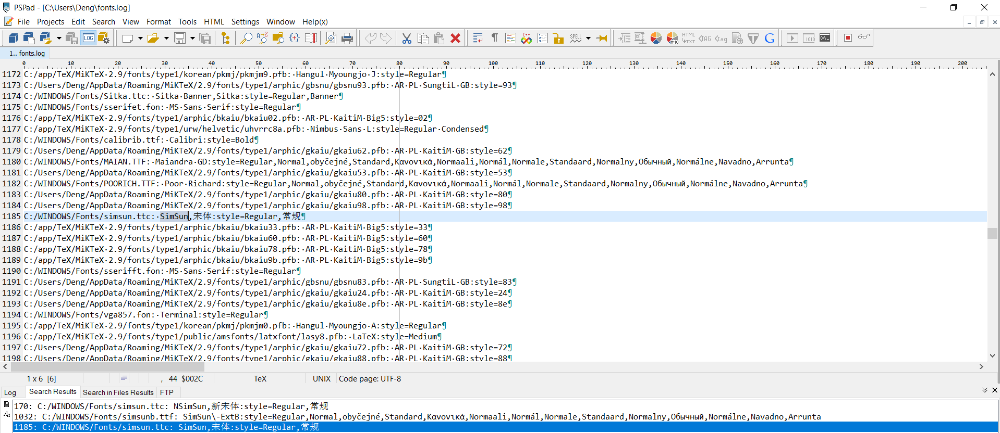 PSPad - [C:\Users\Deng\fonts.log]
File Projects Edit Search View Format Tools HTML Settings Window Help(x)
1.. fonts.log
0 10 20 30 40 50 60 70 80 90 100 110 120 130 140 150 160 170 180 190 200
1172 C:/app/TeX/MiKTeX·2.9/fonts/type1/korean/pkmj/pkmjm9.pfb:·Hangul·Myoungjo·J:style=Regular¶
1173 C:/Users/Deng/AppData/Roaming/MiKTeX/2.9/fonts/type1/arphic/gbsnu/gbsnu93.pfb:·AR·PL·SungtiL·GB:style=93¶
1174 C:/WINDOWS/Fonts/Sitka.ttc:·Sitka·Banner,Sitka:style=Regular,Banner¶
1175 C:/WINDOWS/Fonts/sserifet.fon:·MS·Sans·Serif:style=Regular¶
1176 C:/app/TeX/MiKTeX·2.9/fonts/type1/arphic/bkaiu/bkaiu02.pfb:·AR·PL·KaitiM·Big5:style=02¶
1177 C:/app/TeX/MiKTeX·2.9/fonts/type1/urw/helvetic/uhvrrc8a.pfb:·Nimbus·Sans·L:style=Regular·Condensed¶
1178 C:/WINDOWS/Fonts/calibrib.ttf:·Calibri:style=Bold¶
1179 C:/Users/Deng/AppData/Roaming/MiKTeX/2.9/fonts/type1/arphic/gkaiu/gkaiu62.pfb:·AR·PL·KaitiM·GB:style=62¶
1180 C:/WINDOWS/Fonts/MAIAN.TTF:·Maiandra·GD:style=Regular,Normal,obyčejné,Standard,Κανονικά,Normaali,Normál,Normale,Standaard,Normalny,Обычный,Normálne,Navadno,Arrunta¶
1181 C:/Users/Deng/AppData/Roaming/MiKTeX/2.9/fonts/type1/arphic/gkaiu/gkaiu53.pfb:·AR·PL·KaitiM·GB:style=53¶
1182 C:/WINDOWS/Fonts/POORICH.TTF:·Poor·Richard:style=Regular,Normal,obyčejné,Standard,Κανονικά,Normaali,Normál,Normale,Standaard,Normalny,Обычный,Normálne,Navadno,Arrunta¶
1183 C:/Users/Deng/AppData/Roaming/MiKTeX/2.9/fonts/type1/arphic/gkaiu/gkaiu80.pfb:·AR·PL·KaitiM·GB:style=80¶
1184 C:/Users/Deng/AppData/Roaming/MiKTeX/2.9/fonts/type1/arphic/gkaiu/gkaiu98.pfb:·AR·PL·KaitiM·GB:style=98¶
1185 C:/WINDOWS/Fonts/simsun.ttc:·SimSun,宋体:style=Regular,常规¶
1186 C:/app/TeX/MiKTeX·2.9/fonts/type1/arphic/bkaiu/bkaiu33.pfb:·AR·PL·KaitiM·Big5:style=33¶
1187 C:/app/TeX/MiKTeX·2.9/fonts/type1/arphic/bkaiu/bkaiu60.pfb:·AR·PL·KaitiM·Big5:style=60¶
1188 C:/app/TeX/MiKTeX·2.9/fonts/type1/arphic/bkaiu/bkaiu78.pfb:·AR·PL·KaitiM·Big5:style=78¶
1189 C:/app/TeX/MiKTeX·2.9/fonts/type1/arphic/bkaiu/bkaiu9b.pfb:·AR·PL·KaitiM·Big5:style=9b¶
1190 C:/WINDOWS/Fonts/sserifft.fon:·MS·Sans·Serif:style=Regular¶
1191 C:/Users/Deng/AppData/Roaming/MiKTeX/2.9/fonts/type1/arphic/gbsnu/gbsnu83.pfb:·AR·PL·SungtiL·GB:style=83¶
1192 C:/Users/Deng/AppData/Roaming/MiKTeX/2.9/fonts/type1/arphic/gkaiu/gkaiu24.pfb:·AR·PL·KaitiM·GB:style=24¶
1193 C:/Users/Deng/AppData/Roaming/MiKTeX/2.9/fonts/type1/arphic/gkaiu/gkaiu8e.pfb:·AR·PL·KaitiM·GB:style=8e¶
1194 C:/WINDOWS/Fonts/vga857.fon:·Terminal:style=Regular¶
1195 C:/app/TeX/MiKTeX·2.9/fonts/type1/korean/pkmj/pkmjm0.pfb:·Hangul·Myoungjo·A:style=Regular¶
1196 C:/app/TeX/MiKTeX·2.9/fonts/type1/public/amsfonts/latxfont/lasy8.pfb:·LaTeX:style=Medium¶
1197 C:/Users/Deng/AppData/Roaming/MiKTeX/2.9/fonts/type1/arphic/gkaiu/gkaiu72.pfb:·AR·PL·KaitiM·GB:style=72¶
1198 C:/Users/Deng/AppData/Roaming/MiKTeX/2.9/fonts/type1/arphic/gkaiu/gkaiu88.pfb:·AR·PL·KaitiM·GB:style=88¶
1 x 6 [6] , 44 $002C TeX UNIX Code page: UTF-8
Log Search Results Search in Files Results FTP
170: C:/WINDOWS/Fonts/simsun.ttc: NSimSun,新宋体:style=Regular,常规
1032: C:/WINDOWS/Fonts/simsunb.ttf: SimSun\-ExtB:style=Regular,Normal,obyčejné,Standard,Κανονικά,Normaali,Normál,Normale,Standaard,Normalny,Обычный,Normálne,Navadno,Arrunta
1185: C:/WINDOWS/Fonts/simsun.ttc: SimSun,宋体:style=Regular,常规